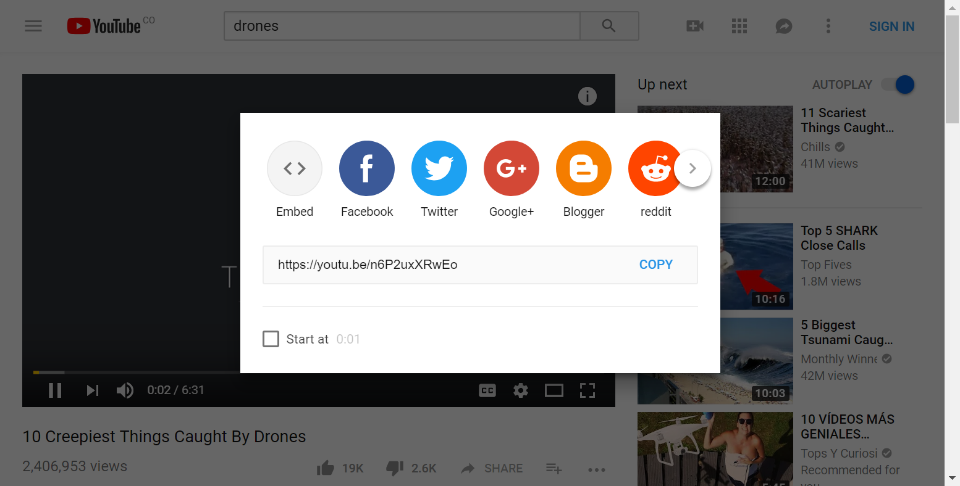 YouTube CO
drones
SIGN IN
Up next
AUTOPLAY
11 Scariest
Things Caught...
Chills
41M views
12:00
Embed
Facebook
Twitter
Google+
Blogger
reddit
https://youtu.be/n6P2uxXRwEo
COPY
Start at 0:01
T
Top 5 SHARK
Close Calls
Top Fives
1.8M views
10:16
5 Biggest
Tsunami Caug...
Monthly Winne
42M views
10:03
0:02 / 6:31
CC
10 Creepiest Things Caught By Drones
2,406,953 views
19K
2.6K
SHARE
10 VÍDEOS MÁS
GENIALES...
Tops Y Curiosi
Recommended for